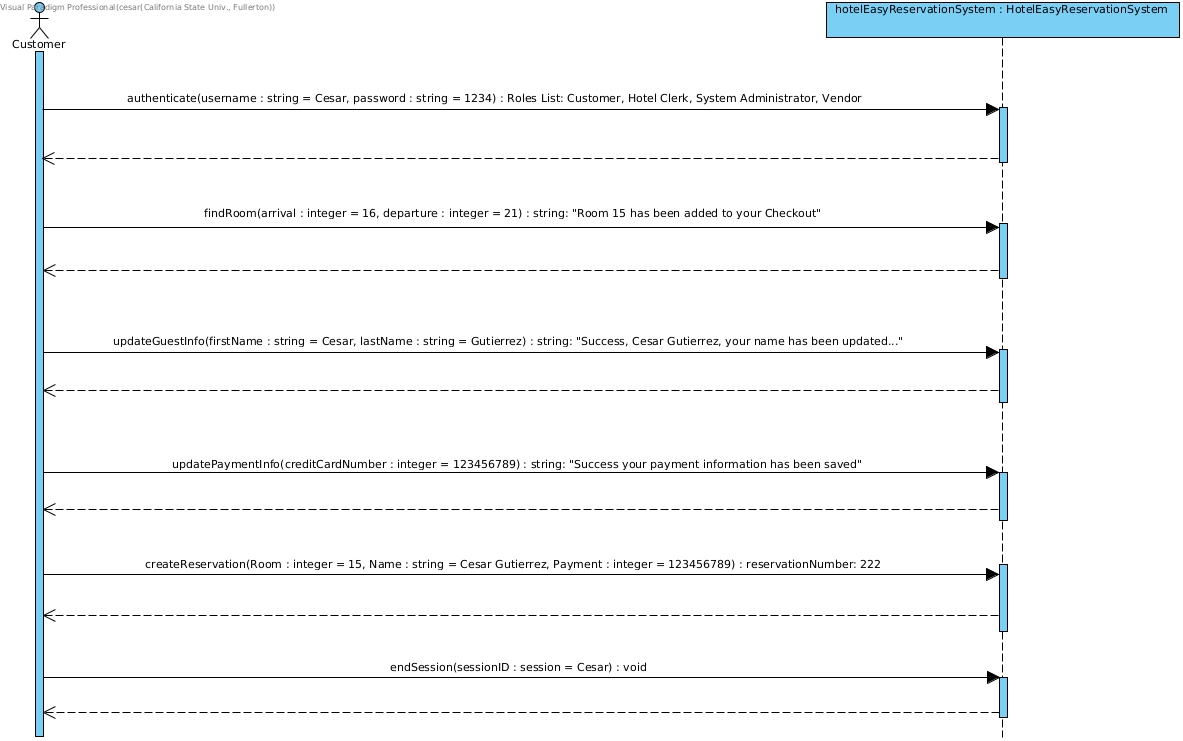 Visual Paradigm Professional(cesar(California State Univ., Fullerton))
hotelEasyReservationSystem : HotelEasyReservationSystem
Customer
authenticate(username : string = Cesar, password : string = 1234) : Roles List: Customer, Hotel Clerk, System Administrator, Vendor
findRoom(arrival : integer = 16, departure : integer = 21) : string: "Room 15 has been added to your Checkout"
updateGuestInfo(firstName : string = Cesar, lastName : string = Gutierrez) : string: "Success, Cesar Gutierrez, your name has been updated..."
updatePaymentInfo(creditCardNumber : integer = 123456789) : string: "Success your payment information has been saved"
createReservation(Room : integer = 15, Name : string = Cesar Gutierrez, Payment : integer = 123456789) : reservationNumber: 222
endSession(sessionID : session = Cesar) : void